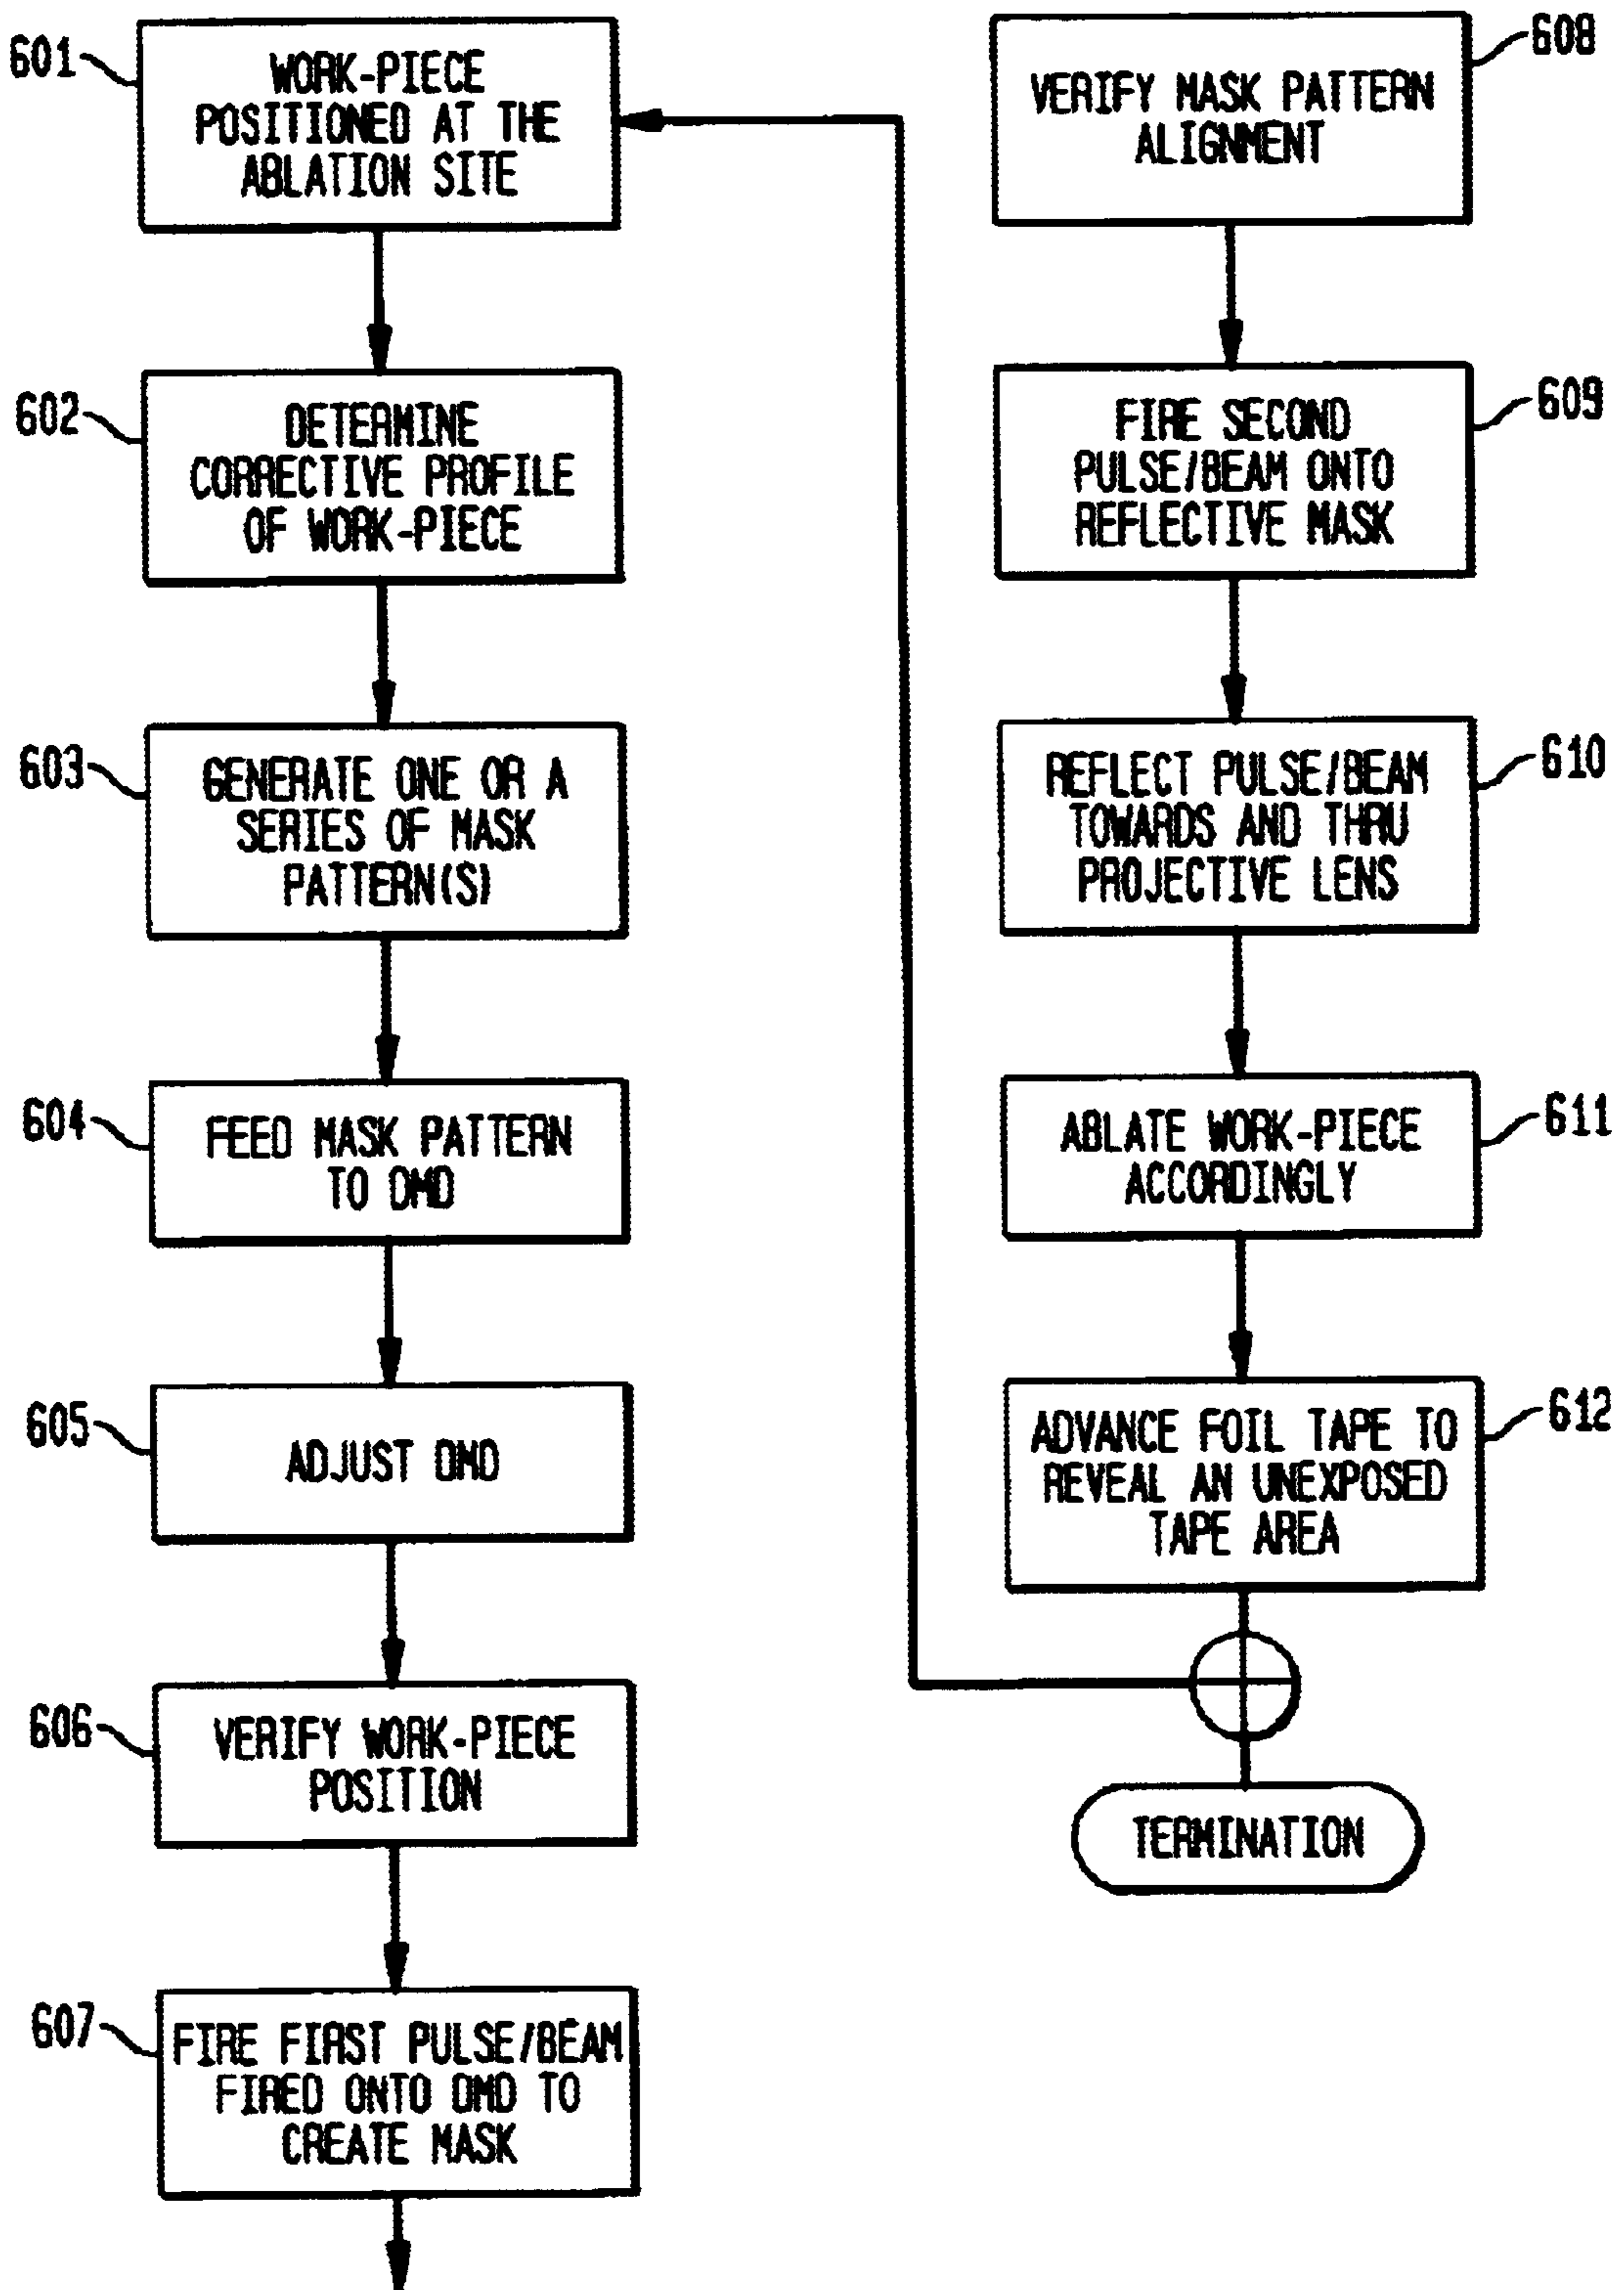 601
WORK-PIECE
POSITIONED AT THE
ABLATION SITE
602
DETERMINE
CORRECTIVE PROFILE
OF WORK-PIECE
603
GENERATE ONE OR A
SERIES OF MASK
PATTERN(S)
604
FEED MASK PATTERN
TO DMD
605
ADJUST DMD
606
VERIFY WORK-PIECE
POSITION
607
FIRE FIRST PULSE/BEAM
FIRED ONTO DMD TO
CREATE MASK
608
VERIFY MASK PATTERN
ALIGNMENT
609
FIRE SECOND
PULSE/BEAM ONTO
REFLECTIVE MASK
610
REFLECT PULSE/BEAM
TOWARDS AND THRU
PROJECTIVE LENS
611
ABLATE WORK-PIECE
ACCORDINGLY
612
ADVANCE FOIL TAPE TO
REVEAL AN UNEXPOSED
TAPE AREA
TERMINATION